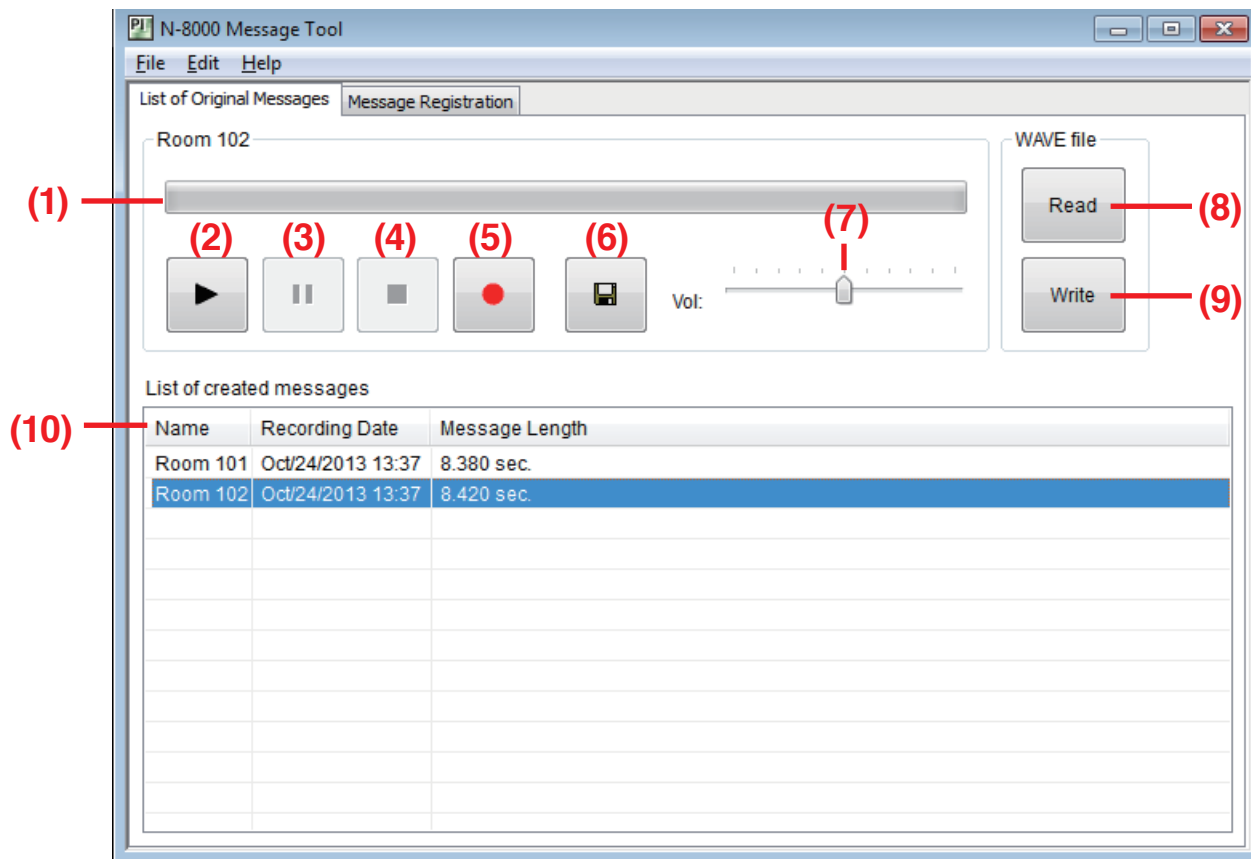 PJ N-8000 Message Tool
File Edit Help
List of Original Messages Message Registration
Room 102 WAVE file
(1) Read (8)
(2) (3) (4) (5) (6) (7)
Vol: Write (9)
List of created messages
(10) Name Recording Date Message Length
Room 101 Oct/24/2013 13:37 8.380 sec.
Room 102 Oct/24/2013 13:37 8.420 sec.